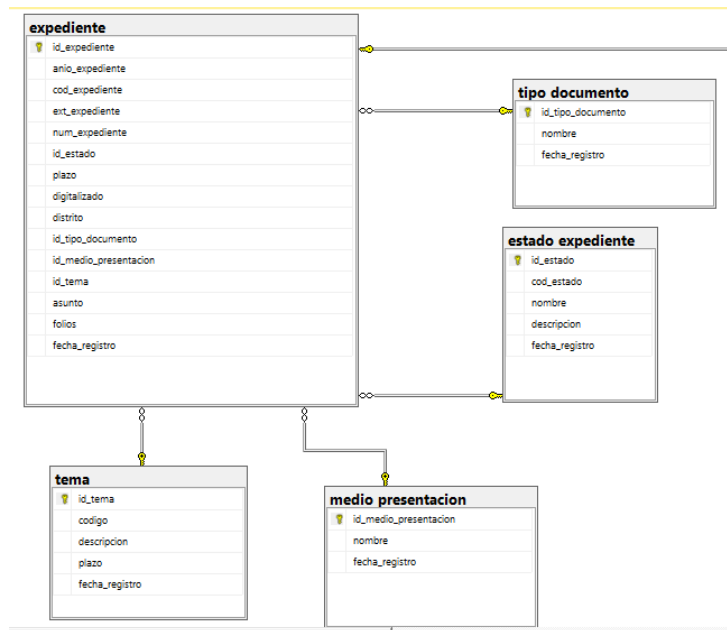 expediente
id_expediente
anio_expediente
cod_expediente
ext_expediente
num_expediente
id_estado
plazo
digitalizado
distrito
id_tipo_documento
id_medio_presentacion
id_tema
asunto
folios
fecha_registro
tipo documento
id_tipo_documento
nombre
fecha_registro
estado expediente
id_estado
cod_estado
nombre
descripcion
fecha_registro
tema
id_tema
codigo
descripcion
plazo
fecha_registro
medio presentacion
id_medio_presentacion
nombre
fecha_registro